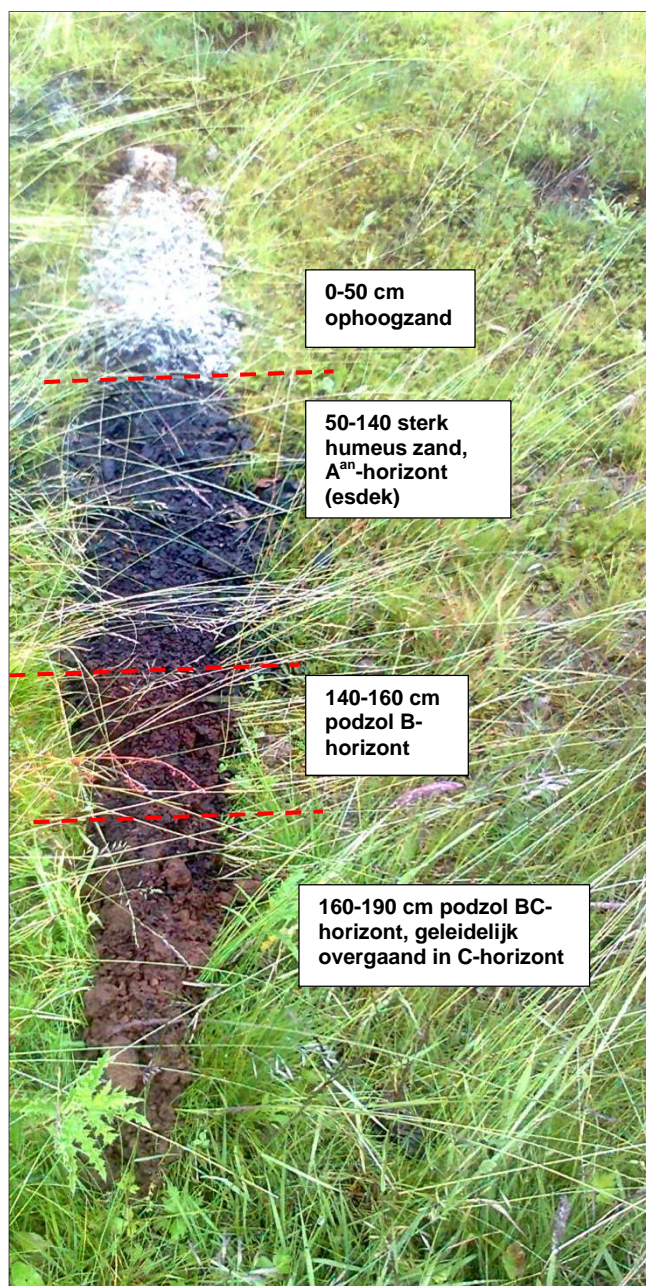 0-50 cm
ophoogzand
50-140 sterk
humeus zand,
Aᵃⁿ-horizont
(esdek)
140-160 cm
podzol B-
horizont
160-190 cm podzol BC-
horizont, geleidelijk
overgaand in C-horizont